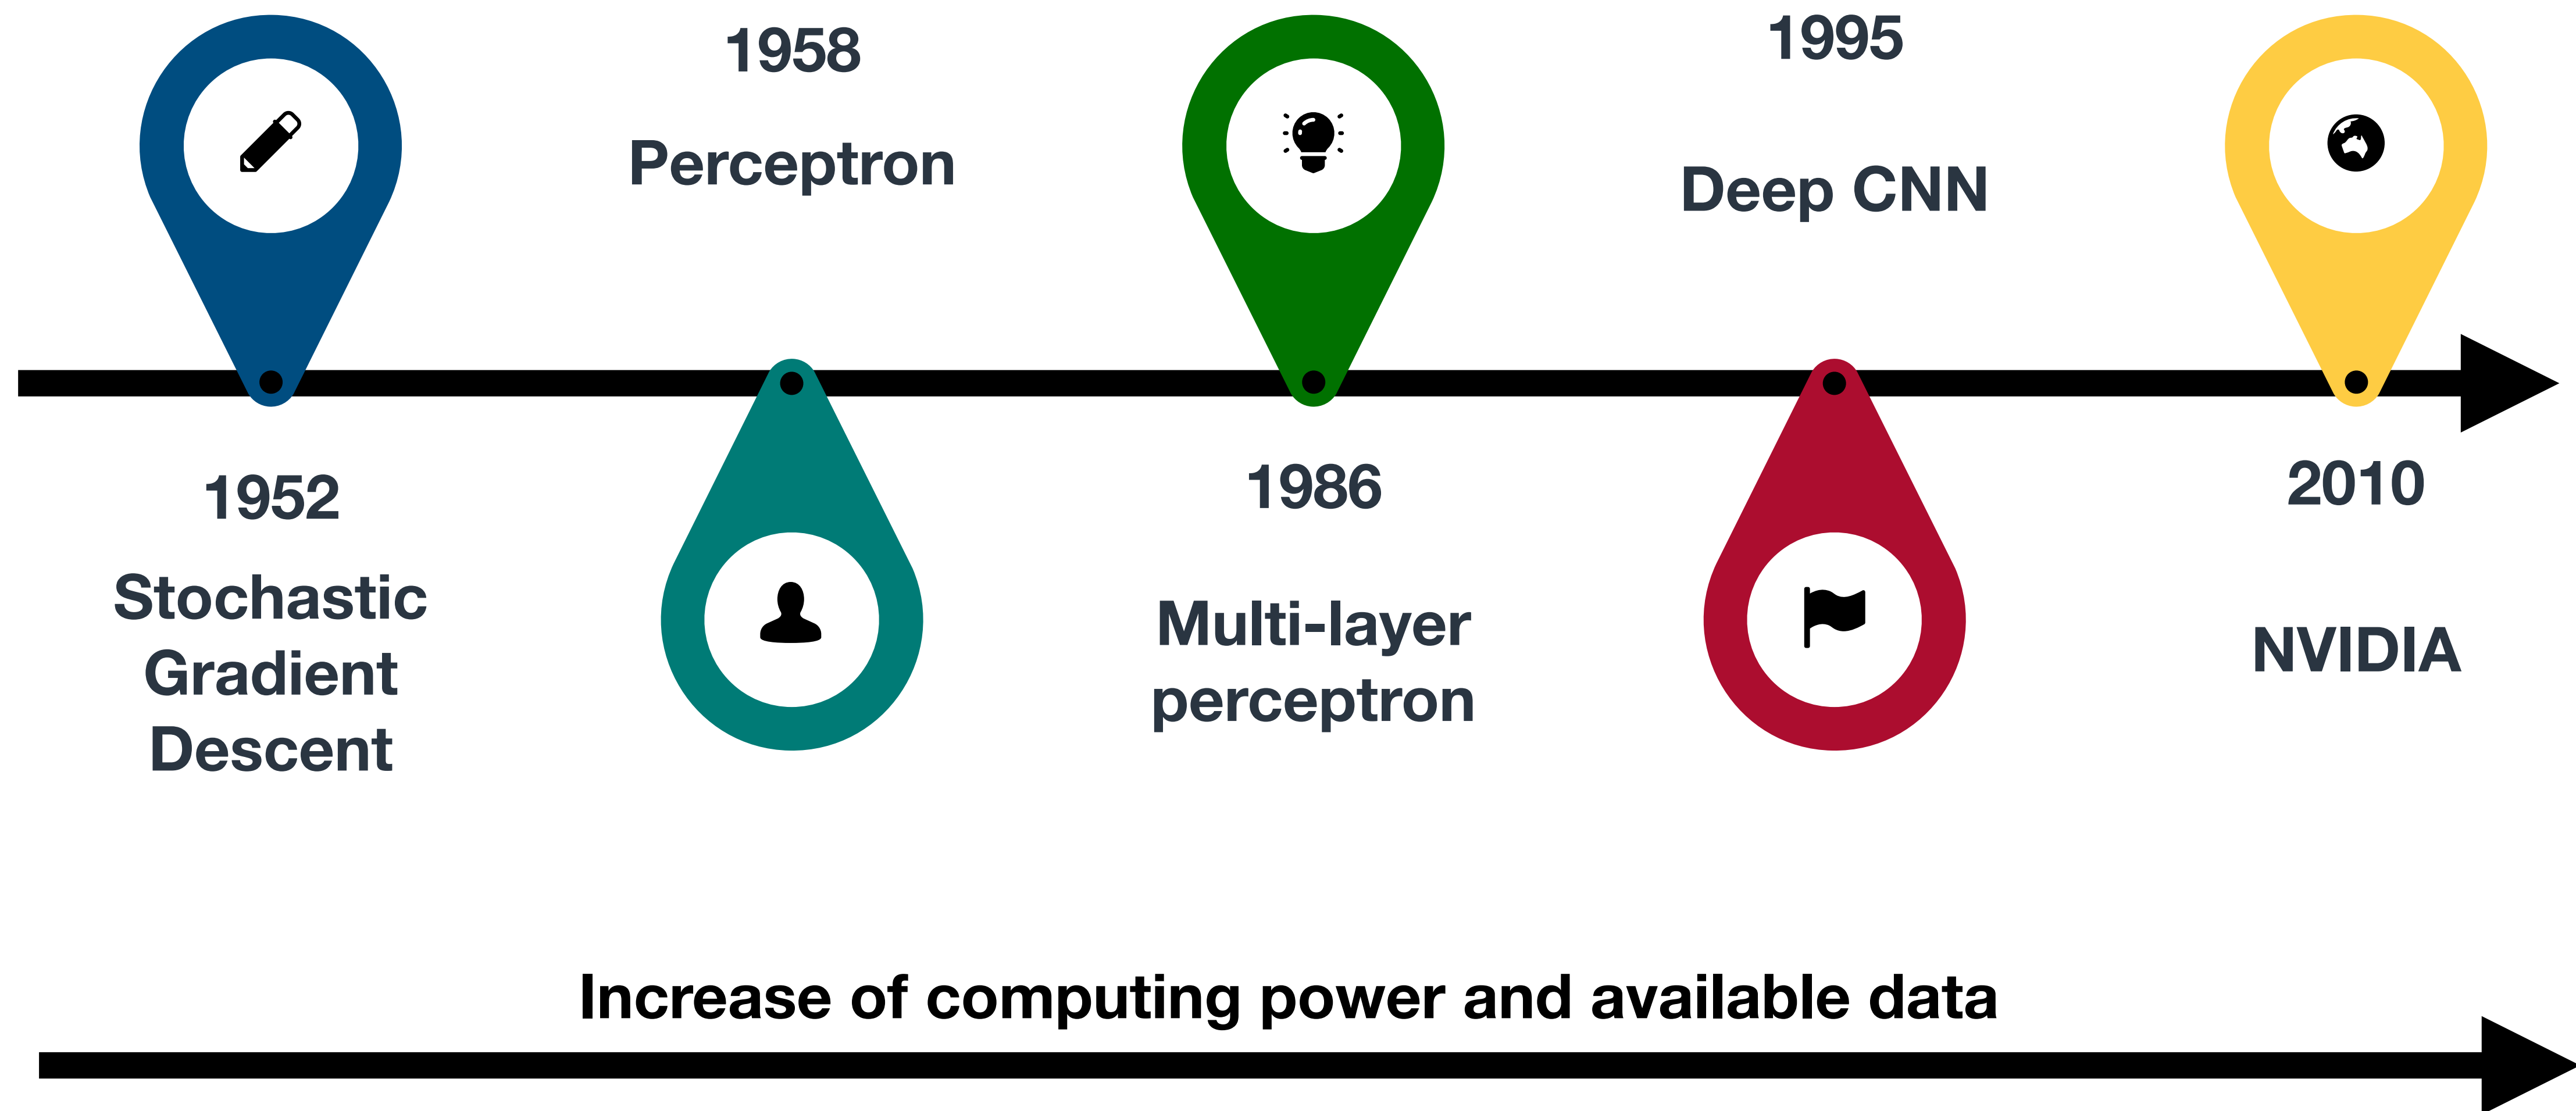 1952
Stochastic
Gradient
Descent
1958
Perceptron
1986
Multi-layer
perceptron
1995
Deep CNN
2010
NVIDIA
Increase of computing power and available data